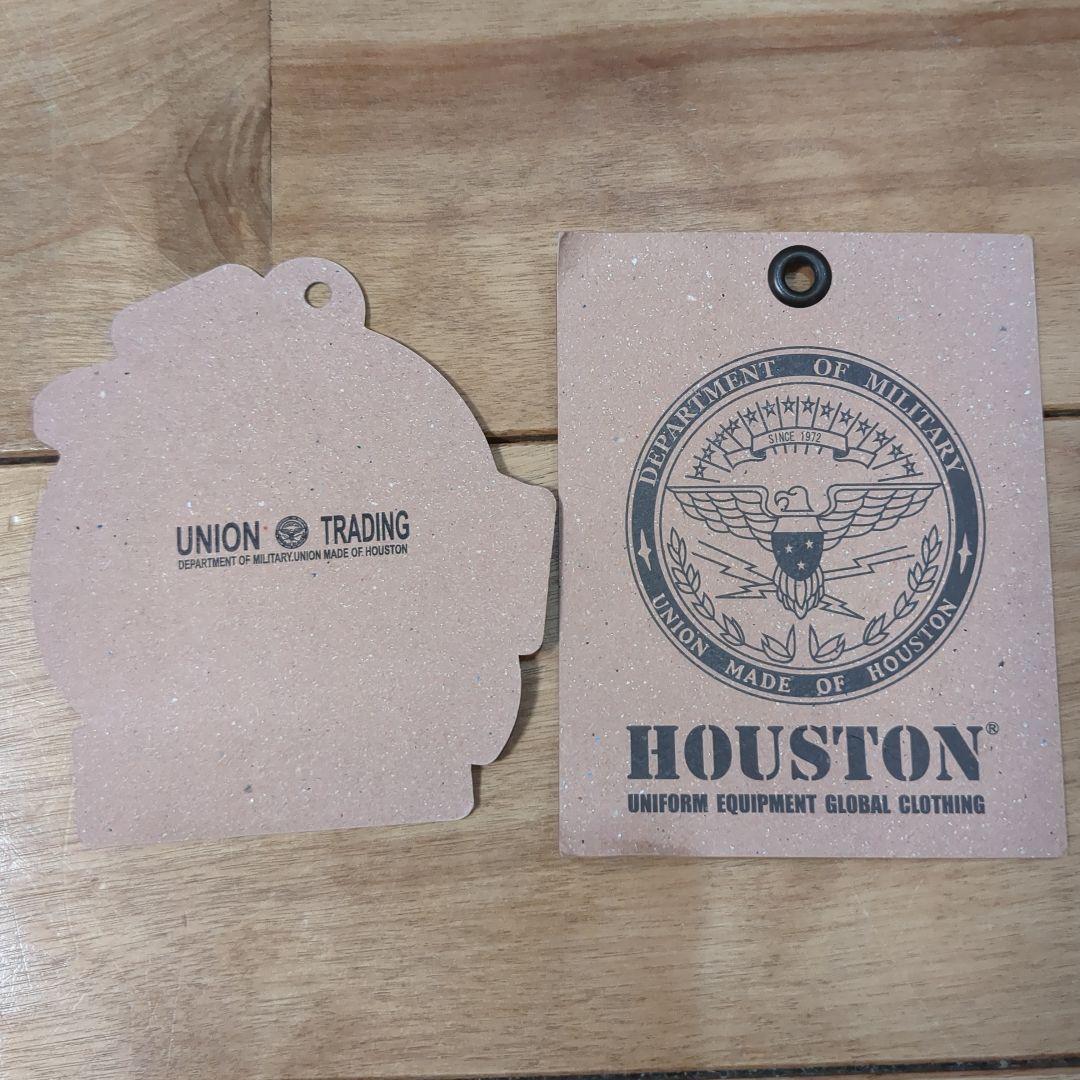 UNION TRADING
DEPARTMENT OF MILITARY.UNION MADE OF HOUSTON
DEPARTMENT OF MILITARY
SINCE 1972
UNION MADE OF HOUSTON
HOUSTON®
UNIFORM EQUIPMENT GLOBAL CLOTHING